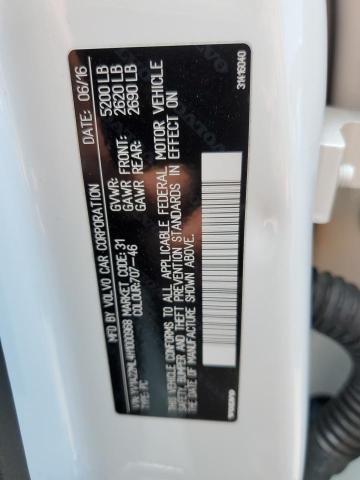 MFD BY VOLVO CAR CORPORATION DATE: 06/16
GVWR: 5200 LB
GAWR FRONT: 2620 LB
GAWR REAR: 2690 LB
MARKET CODE: 31
COLOUR:707-46
TYPE: PC
THIS VEHICLE CONFORMS TO ALL APPLICABLE FEDERAL MOTOR VEHICLE
SAFETY, BUMPER AND THEFT PREVENTION STANDARDS IN EFFECT ON
THE DATE OF MANUFACTURE SHOWN ABOVE.
VOLVO
31416040